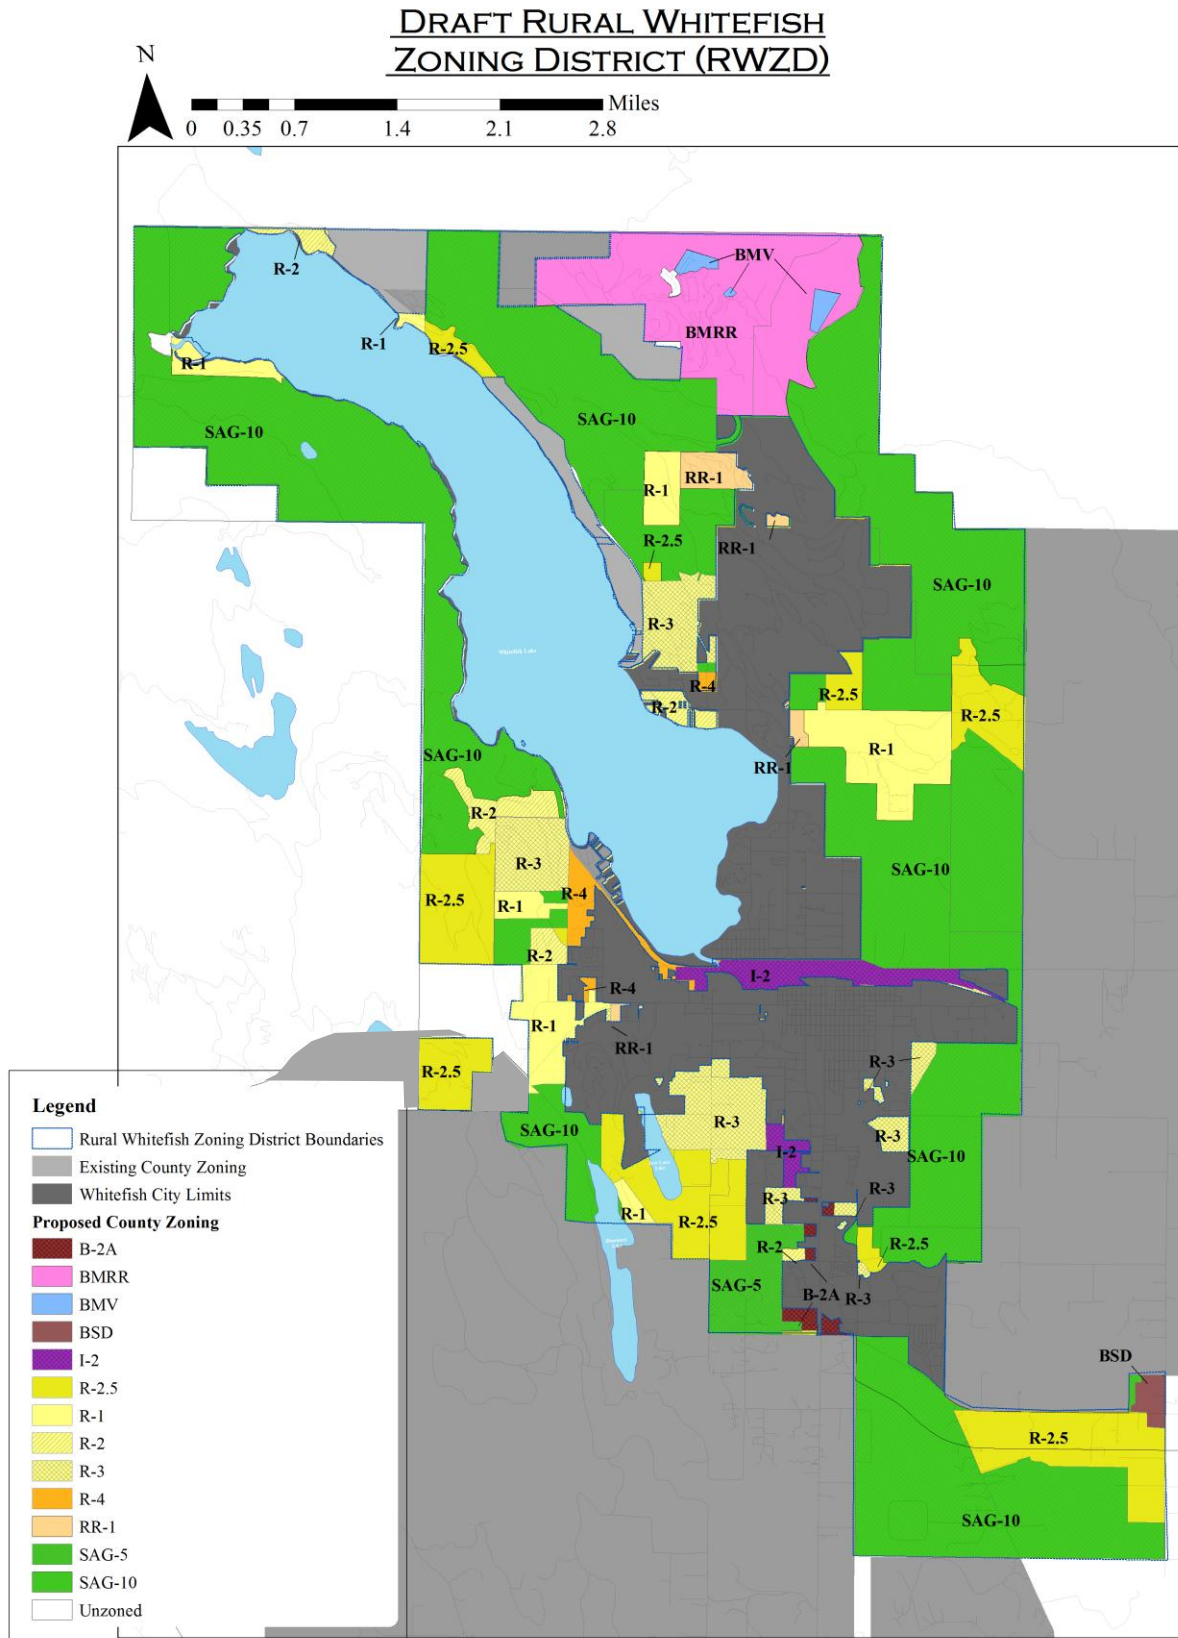 DRAFT RURAL WHITEFISH
ZONING DISTRICT (RWZD)
N
Miles
0 0.35 0.7 1.4 2.1 2.8
BMV
R-2
BMRR
R-1
R-2.5
R-1
SAG-10
SAG-10
R-1
RR-1
RR-1
R-2.5
SAG-10
R-3
Whitefish Lake
R-4
R-2.5
R-2
R-2.5
R-1
SAG-10
RR-1
R-2
R-3
SAG-10
R-4
R-2.5
R-1
R-2
I-2
R-4
R-1
RR-1
R-3
R-2.5
R-3
SAG-10
R-3
I-2
SAG-10
R-3
R-3
R-1
R-2.5
R-2
R-2.5
SAG-5
B-2A
R-3
BSD
R-2.5
SAG-10
Legend
Rural Whitefish Zoning District Boundaries
Existing County Zoning
Whitefish City Limits
Proposed County Zoning
B-2A
BMRR
BMV
BSD
I-2
R-2.5
R-1
R-2
R-3
R-4
RR-1
SAG-5
SAG-10
Unzoned